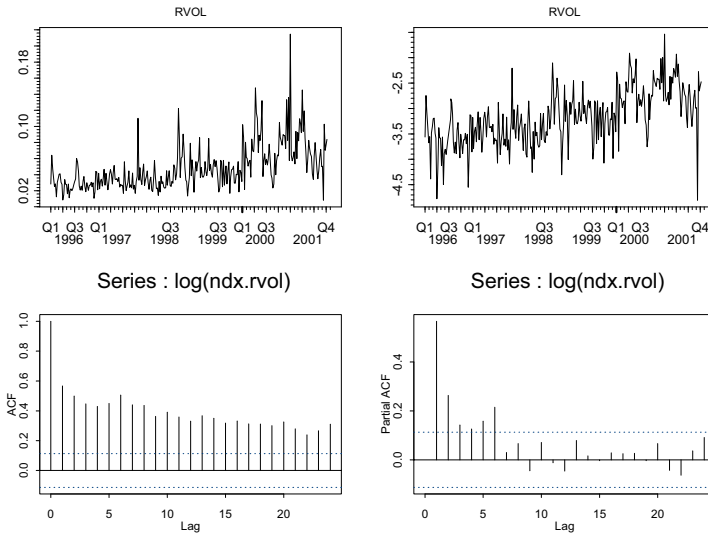 RVOL
0.18
0.10
0.02
Q1 Q3 Q1 Q3 Q3 Q1 Q3 Q4
1996 1997 1998 1999 2000 2001
RVOL
-2.5
-3.5
-4.5
Q1 Q3 Q1 Q3 Q3 Q1 Q3 Q4
1996 1997 1998 1999 2000 2001
Series : log(ndx.rvol)
1.0
0.8
0.6
0.4
0.2
0.0
ACF
0 5 10 15 20
Lag
Series : log(ndx.rvol)
0.4
0.2
0.0
Partial ACF
0 5 10 15 20
Lag